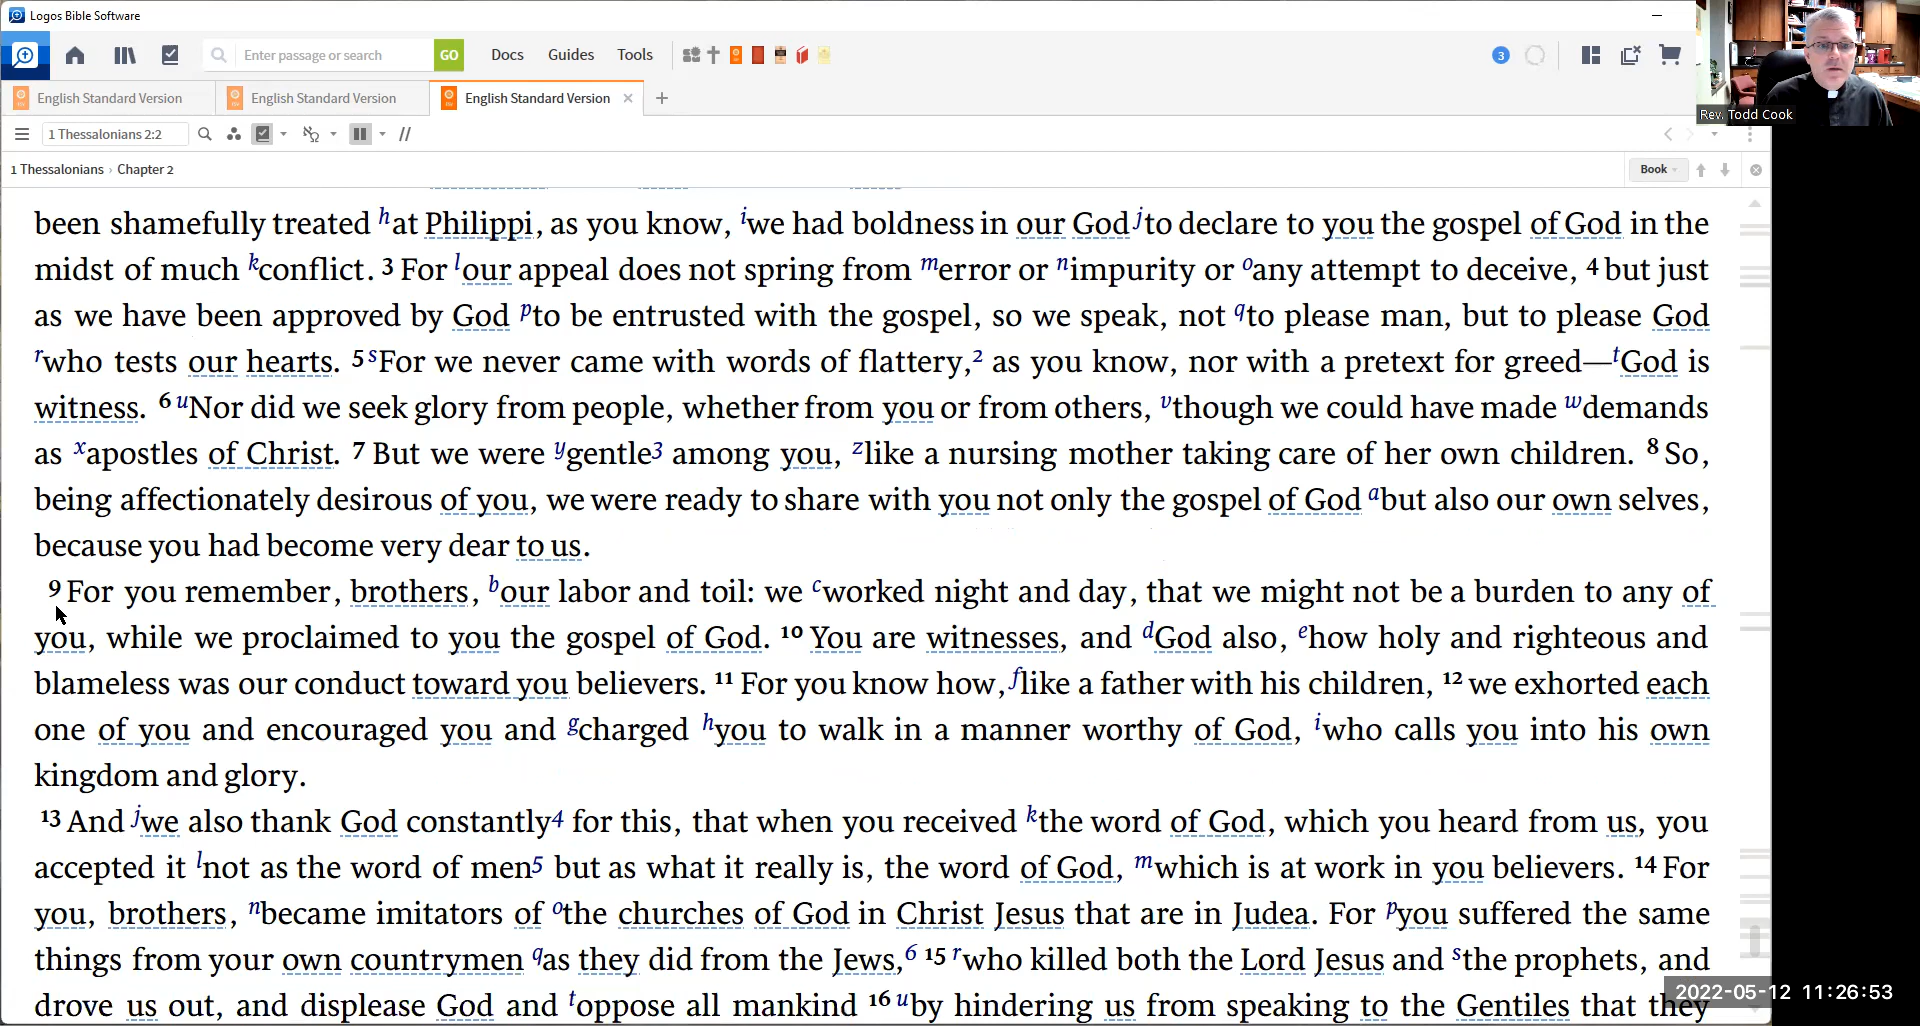 Logos Bible Software
Enter passage or search GO Docs Guides Tools 3
English Standard Version English Standard Version English Standard Version
Rev. Todd Cook
1 Thessalonians 2:2
1 Thessalonians › Chapter 2 Book
been shamefully treated h at Philippi, as you know, i we had boldness in our God j to declare to you the gospel of God in the
midst of much k conflict. 3 For l our appeal does not spring from m error or n impurity or o any attempt to deceive, 4 but just
as we have been approved by God p to be entrusted with the gospel, so we speak, not q to please man, but to please God
r who tests our hearts. 5 s For we never came with words of flattery,2 as you know, nor with a pretext for greed—t God is
witness. 6 u Nor did we seek glory from people, whether from you or from others, v though we could have made w demands
as x apostles of Christ. 7 But we were y gentle3 among you, z like a nursing mother taking care of her own children. 8 So,
being affectionately desirous of you, we were ready to share with you not only the gospel of God a but also our own selves,
because you had become very dear to us.
9 For you remember, brothers, b our labor and toil: we c worked night and day, that we might not be a burden to any of
you, while we proclaimed to you the gospel of God. 10 You are witnesses, and d God also, e how holy and righteous and
blameless was our conduct toward you believers. 11 For you know how, f like a father with his children, 12 we exhorted each
one of you and encouraged you and g charged h you to walk in a manner worthy of God, i who calls you into his own
kingdom and glory.
13 And j we also thank God constantly4 for this, that when you received k the word of God, which you heard from us, you
accepted it l not as the word of men5 but as what it really is, the word of God, m which is at work in you believers. 14 For
you, brothers, n became imitators of o the churches of God in Christ Jesus that are in Judea. For p you suffered the same
things from your own countrymen q as they did from the Jews,6 15 r who killed both the Lord Jesus and s the prophets, and
drove us out, and displease God and t oppose all mankind 16 u by hindering us from speaking to the Gentiles that they
2022-05-12 11:26:53